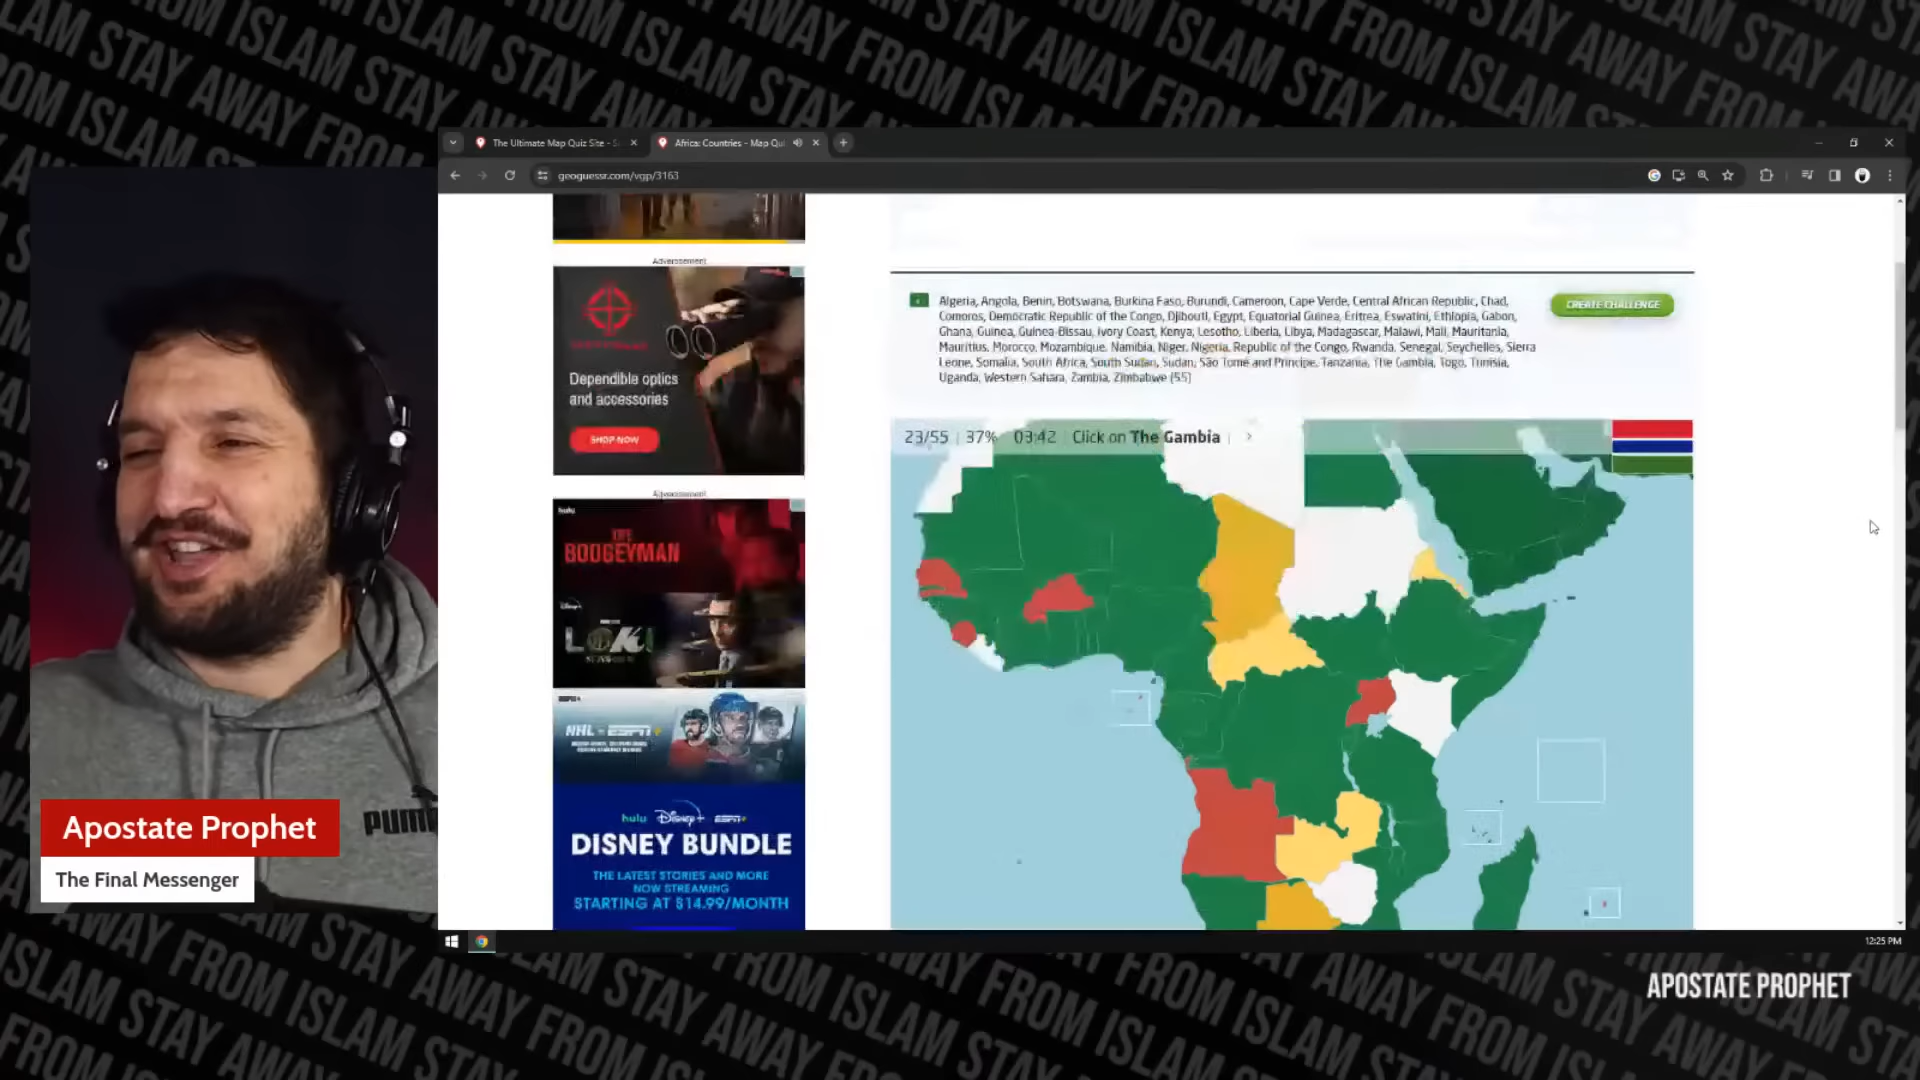 The Ultimate Map Quiz Site - S
Africa: Countries - Map Qui
geoguessr.com/vgp/3163
Advertisement
Dependible optics
and accessories
SHOP NOW
Advertisement
hulu
THE
BOOGEYMAN
Disney+
LOKI
ESPN+
NHL
ESPN+
hulu Disney+ ESPN+
DISNEY BUNDLE
THE LATEST STORIES AND MORE
NOW STREAMING
STARTING AT $14.99/MONTH
Algeria, Angola, Benin, Botswana, Burkina Faso, Burundi, Cameroon, Cape Verde, Central African Republic, Chad,
Comoros, Democratic Republic of the Congo, Djibouti, Egypt, Equatorial Guinea, Eritrea, Eswatini, Ethiopia, Gabon,
Ghana, Guinea, Guinea-Bissau, Ivory Coast, Kenya, Lesotho, Liberia, Libya, Madagascar, Malawi, Mali, Mauritania,
Mauritius, Morocco, Mozambique, Namibia, Niger, Nigeria, Republic of the Congo, Rwanda, Senegal, Seychelles, Sierra
Leone, Somalia, South Africa, South Sudan, Sudan, São Tomé and Príncipe, Tanzania, The Gambia, Togo, Tunisia,
Uganda, Western Sahara, Zambia, Zimbabwe (55)
CREATE CHALLENGE
23/55 | 37% 03:42 Click on The Gambia
PUMA
Apostate Prophet
The Final Messenger
12:25 PM
APOSTATE PROPHET
STAY AWAY FROM ISLAM